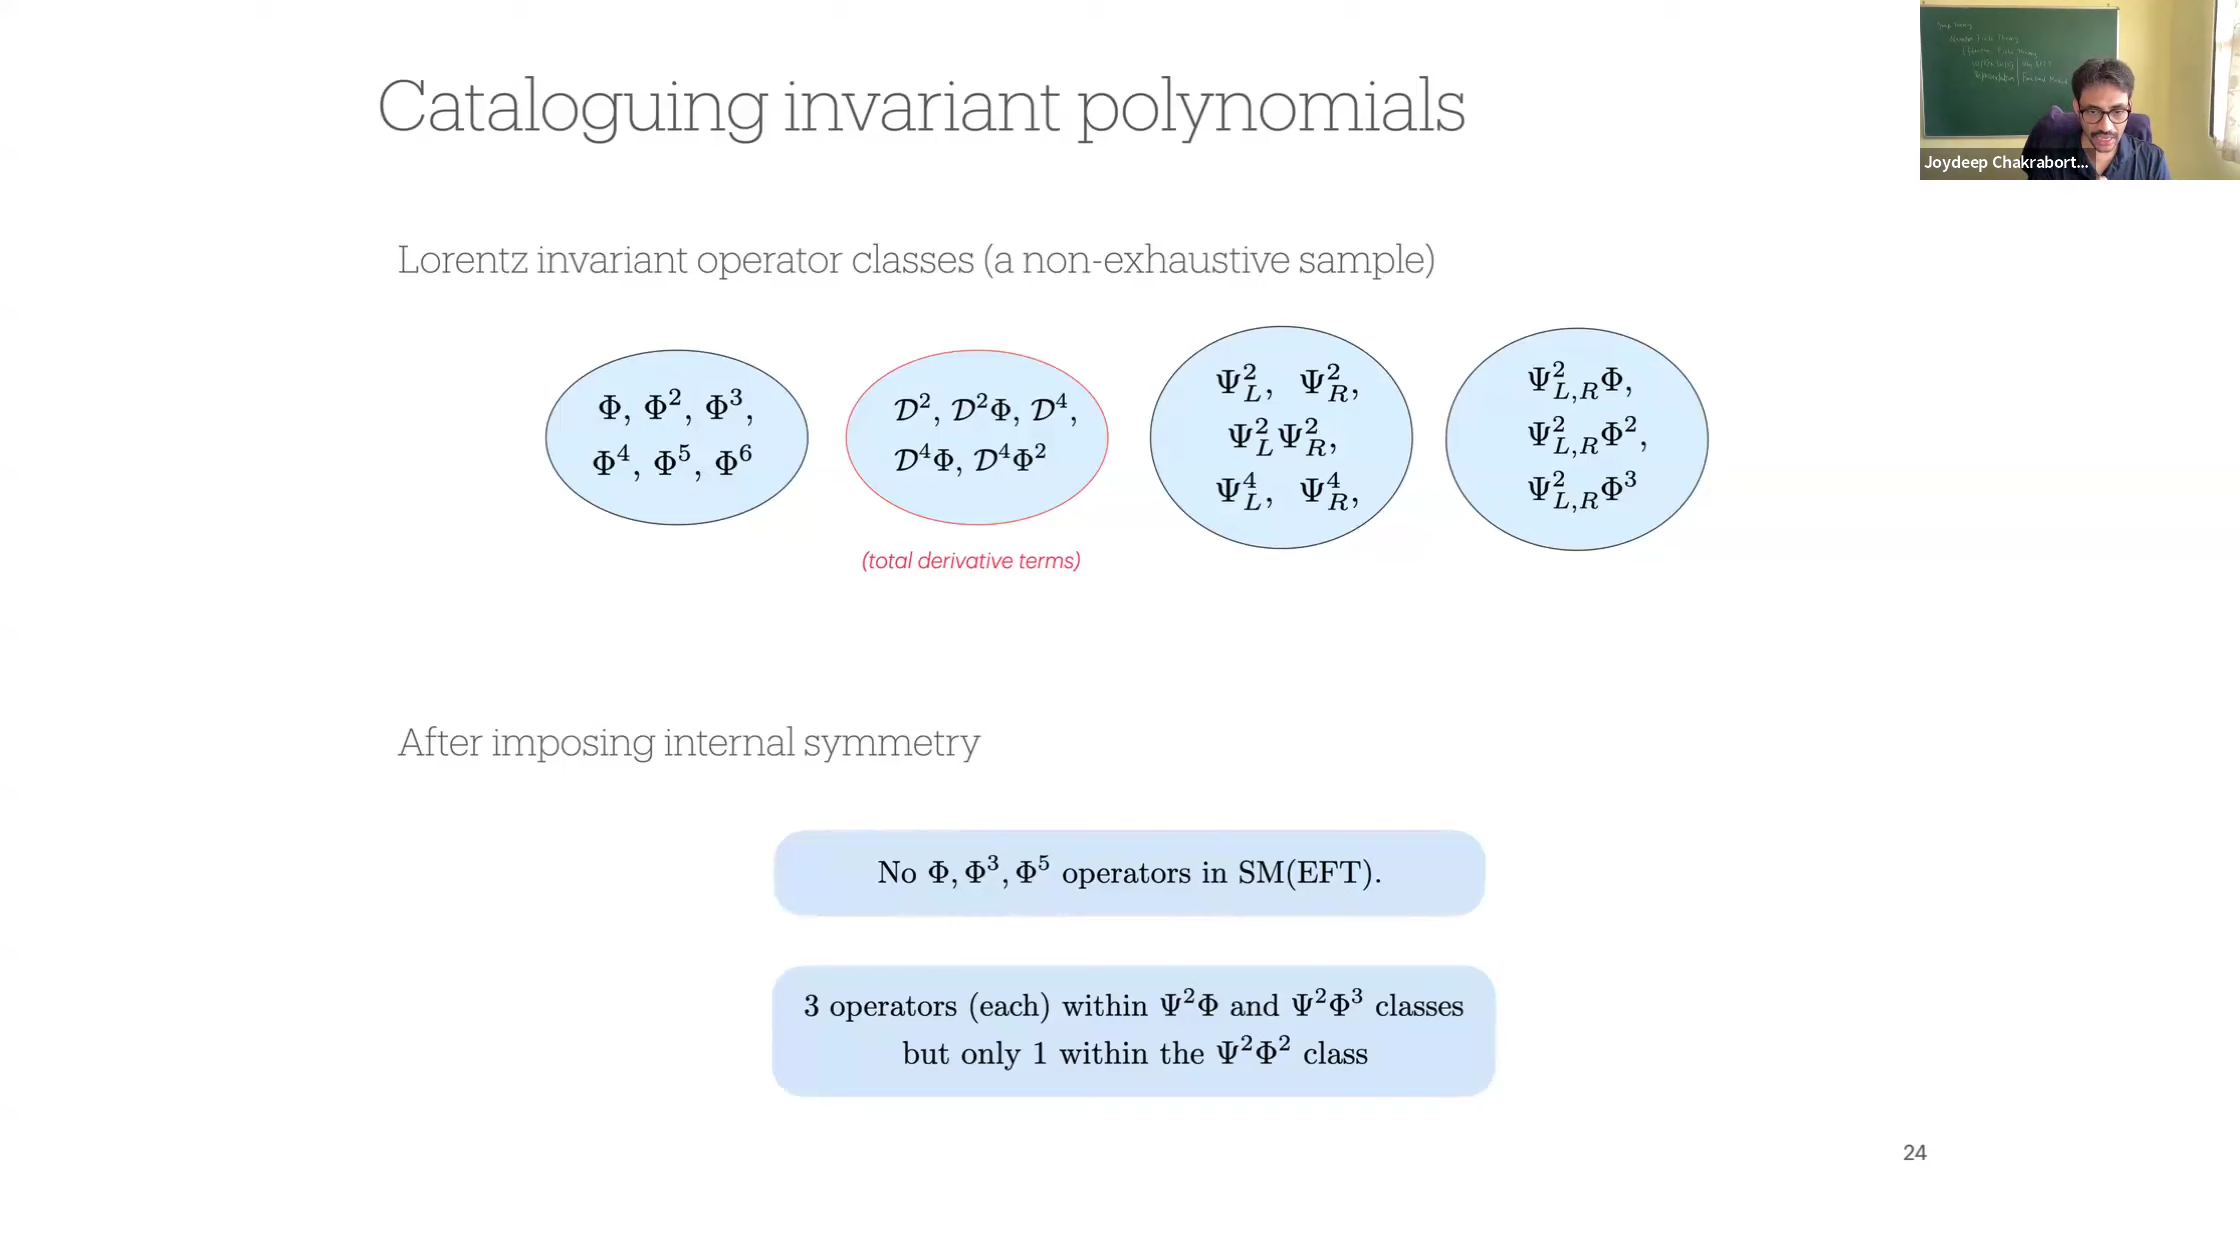 Cataloguing invariant polynomials
Joydeep Chakrabort...
Lorentz invariant operator classes (a non-exhaustive sample)
Φ, Φ², Φ³,
Φ⁴, Φ⁵, Φ⁶
𝒟², 𝒟²Φ, 𝒟⁴,
𝒟⁴Φ, 𝒟⁴Φ²
(total derivative terms)
Ψ²_L, Ψ²_R,
Ψ²_L Ψ²_R,
Ψ⁴_L, Ψ⁴_R,
Ψ²_{L,R}Φ,
Ψ²_{L,R}Φ²,
Ψ²_{L,R}Φ³
After imposing internal symmetry
No Φ, Φ³, Φ⁵ operators in SM(EFT).
3 operators (each) within Ψ²Φ and Ψ²Φ³ classes
but only 1 within the Ψ²Φ² class
24